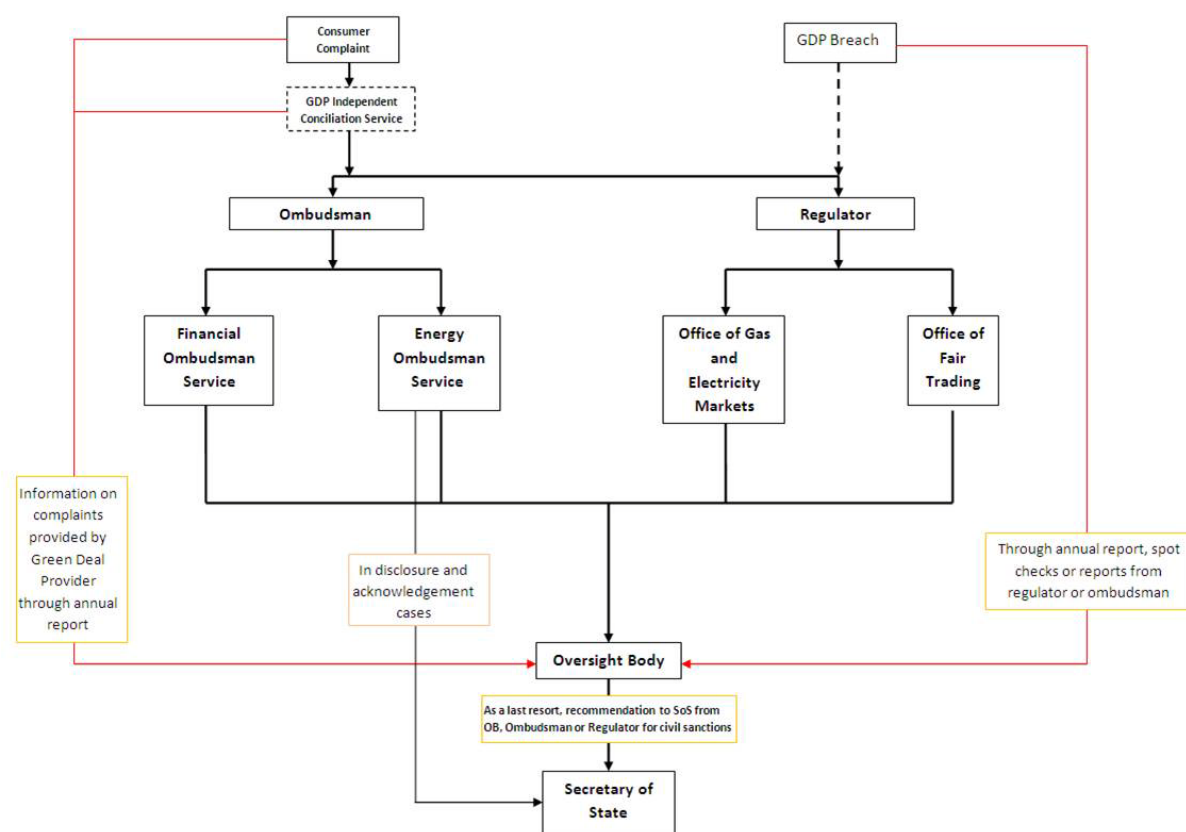 Consumer
Complaint
GDP Breach
GDP Independent
Conciliation Service
Ombudsman
Regulator
Financial
Ombudsman
Service
Energy
Ombudsman
Service
Office of Gas
and
Electricity
Markets
Office of
Fair
Trading
Information on
complaints
provided by
Green Deal
Provider
through annual
report
In disclosure and
acknowledgement
cases
Through annual report, spot
checks or reports from
regulator or ombudsman
Oversight Body
As a last resort, recommendation to SoS from
OB, Ombudsman or Regulator for civil sanctions
Secretary of
State